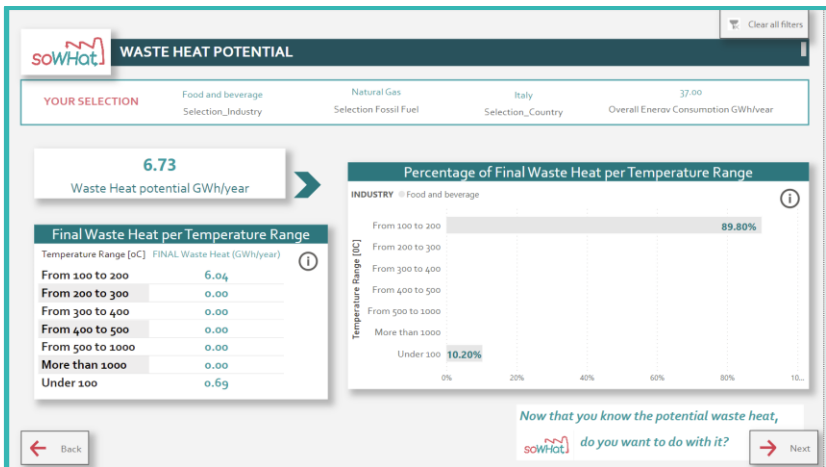 Clear all filters
soWHat
WASTE HEAT POTENTIAL
YOUR SELECTION
Food and beverage
Selection_Industry
Natural Gas
Selection Fossil Fuel
Italy
Selection_Country
37.00
Overall Energy Consumption GWh/year
6.73
Waste Heat potential GWh/year
Final Waste Heat per Temperature Range
Temperature Range [oC] FINAL Waste Heat (GWh/year)
From 100 to 200 6.04
From 200 to 300 0.00
From 300 to 400 0.00
From 400 to 500 0.00
From 500 to 1000 0.00
More than 1000 0.00
Under 100 0.69
Percentage of Final Waste Heat per Temperature Range
INDUSTRY Food and beverage
Temperature Range [0C]
From 100 to 200 89.80%
From 200 to 300
From 300 to 400
From 400 to 500
From 500 to 1000
More than 1000
Under 100 10.20%
0% 20% 40% 60% 80% 10...
Now that you know the potential waste heat,
soWHat do you want to do with it?
Back
Next